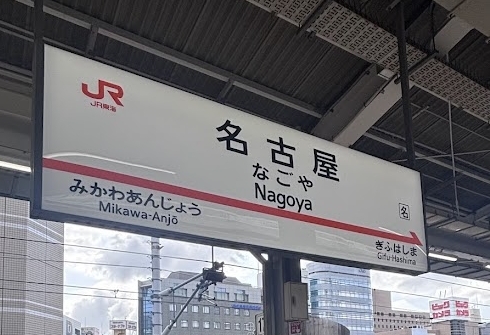 JR
JR東海
名古屋
なごや
Nagoya
名
みかわあんじょう
Mikawa-Anjō
ぎふはしま
Gifu-Hashima
ビックカメラ